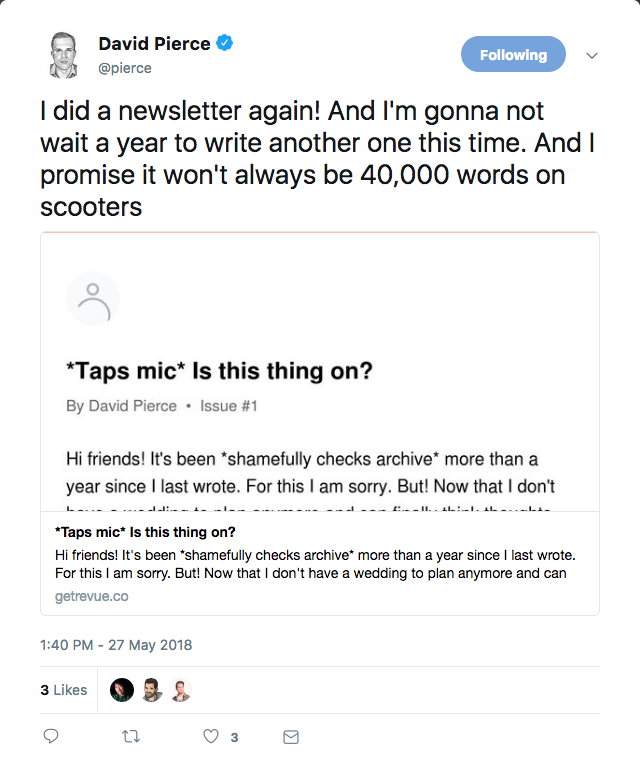 David Pierce
@pierce
Following
I did a newsletter again! And I'm gonna not
wait a year to write another one this time. And I
promise it won't always be 40,000 words on
scooters
*Taps mic* Is this thing on?
By David Pierce • Issue #1
Hi friends! It's been *shamefully checks archive* more than a
year since I last wrote. For this I am sorry. But! Now that I don't
*Taps mic* Is this thing on?
Hi friends! It's been *shamefully checks archive* more than a year since I last wrote.
For this I am sorry. But! Now that I don't have a wedding to plan anymore and can
getrevue.co
1:40 PM - 27 May 2018
3 Likes
3